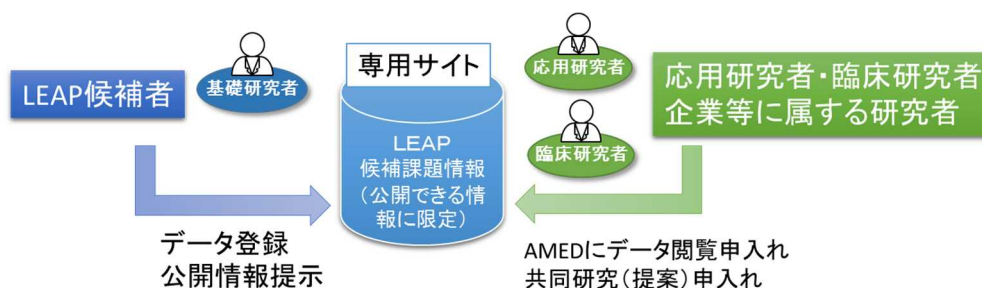 LEAP候補者
基礎研究者
専用サイト
LEAP
候補課題情報
（公開できる情
報に限定）
応用研究者
臨床研究者
応用研究者・臨床研究者
企業等に属する研究者
データ登録
公開情報提示
AMEDにデータ閲覧申入れ
共同研究（提案）申入れ